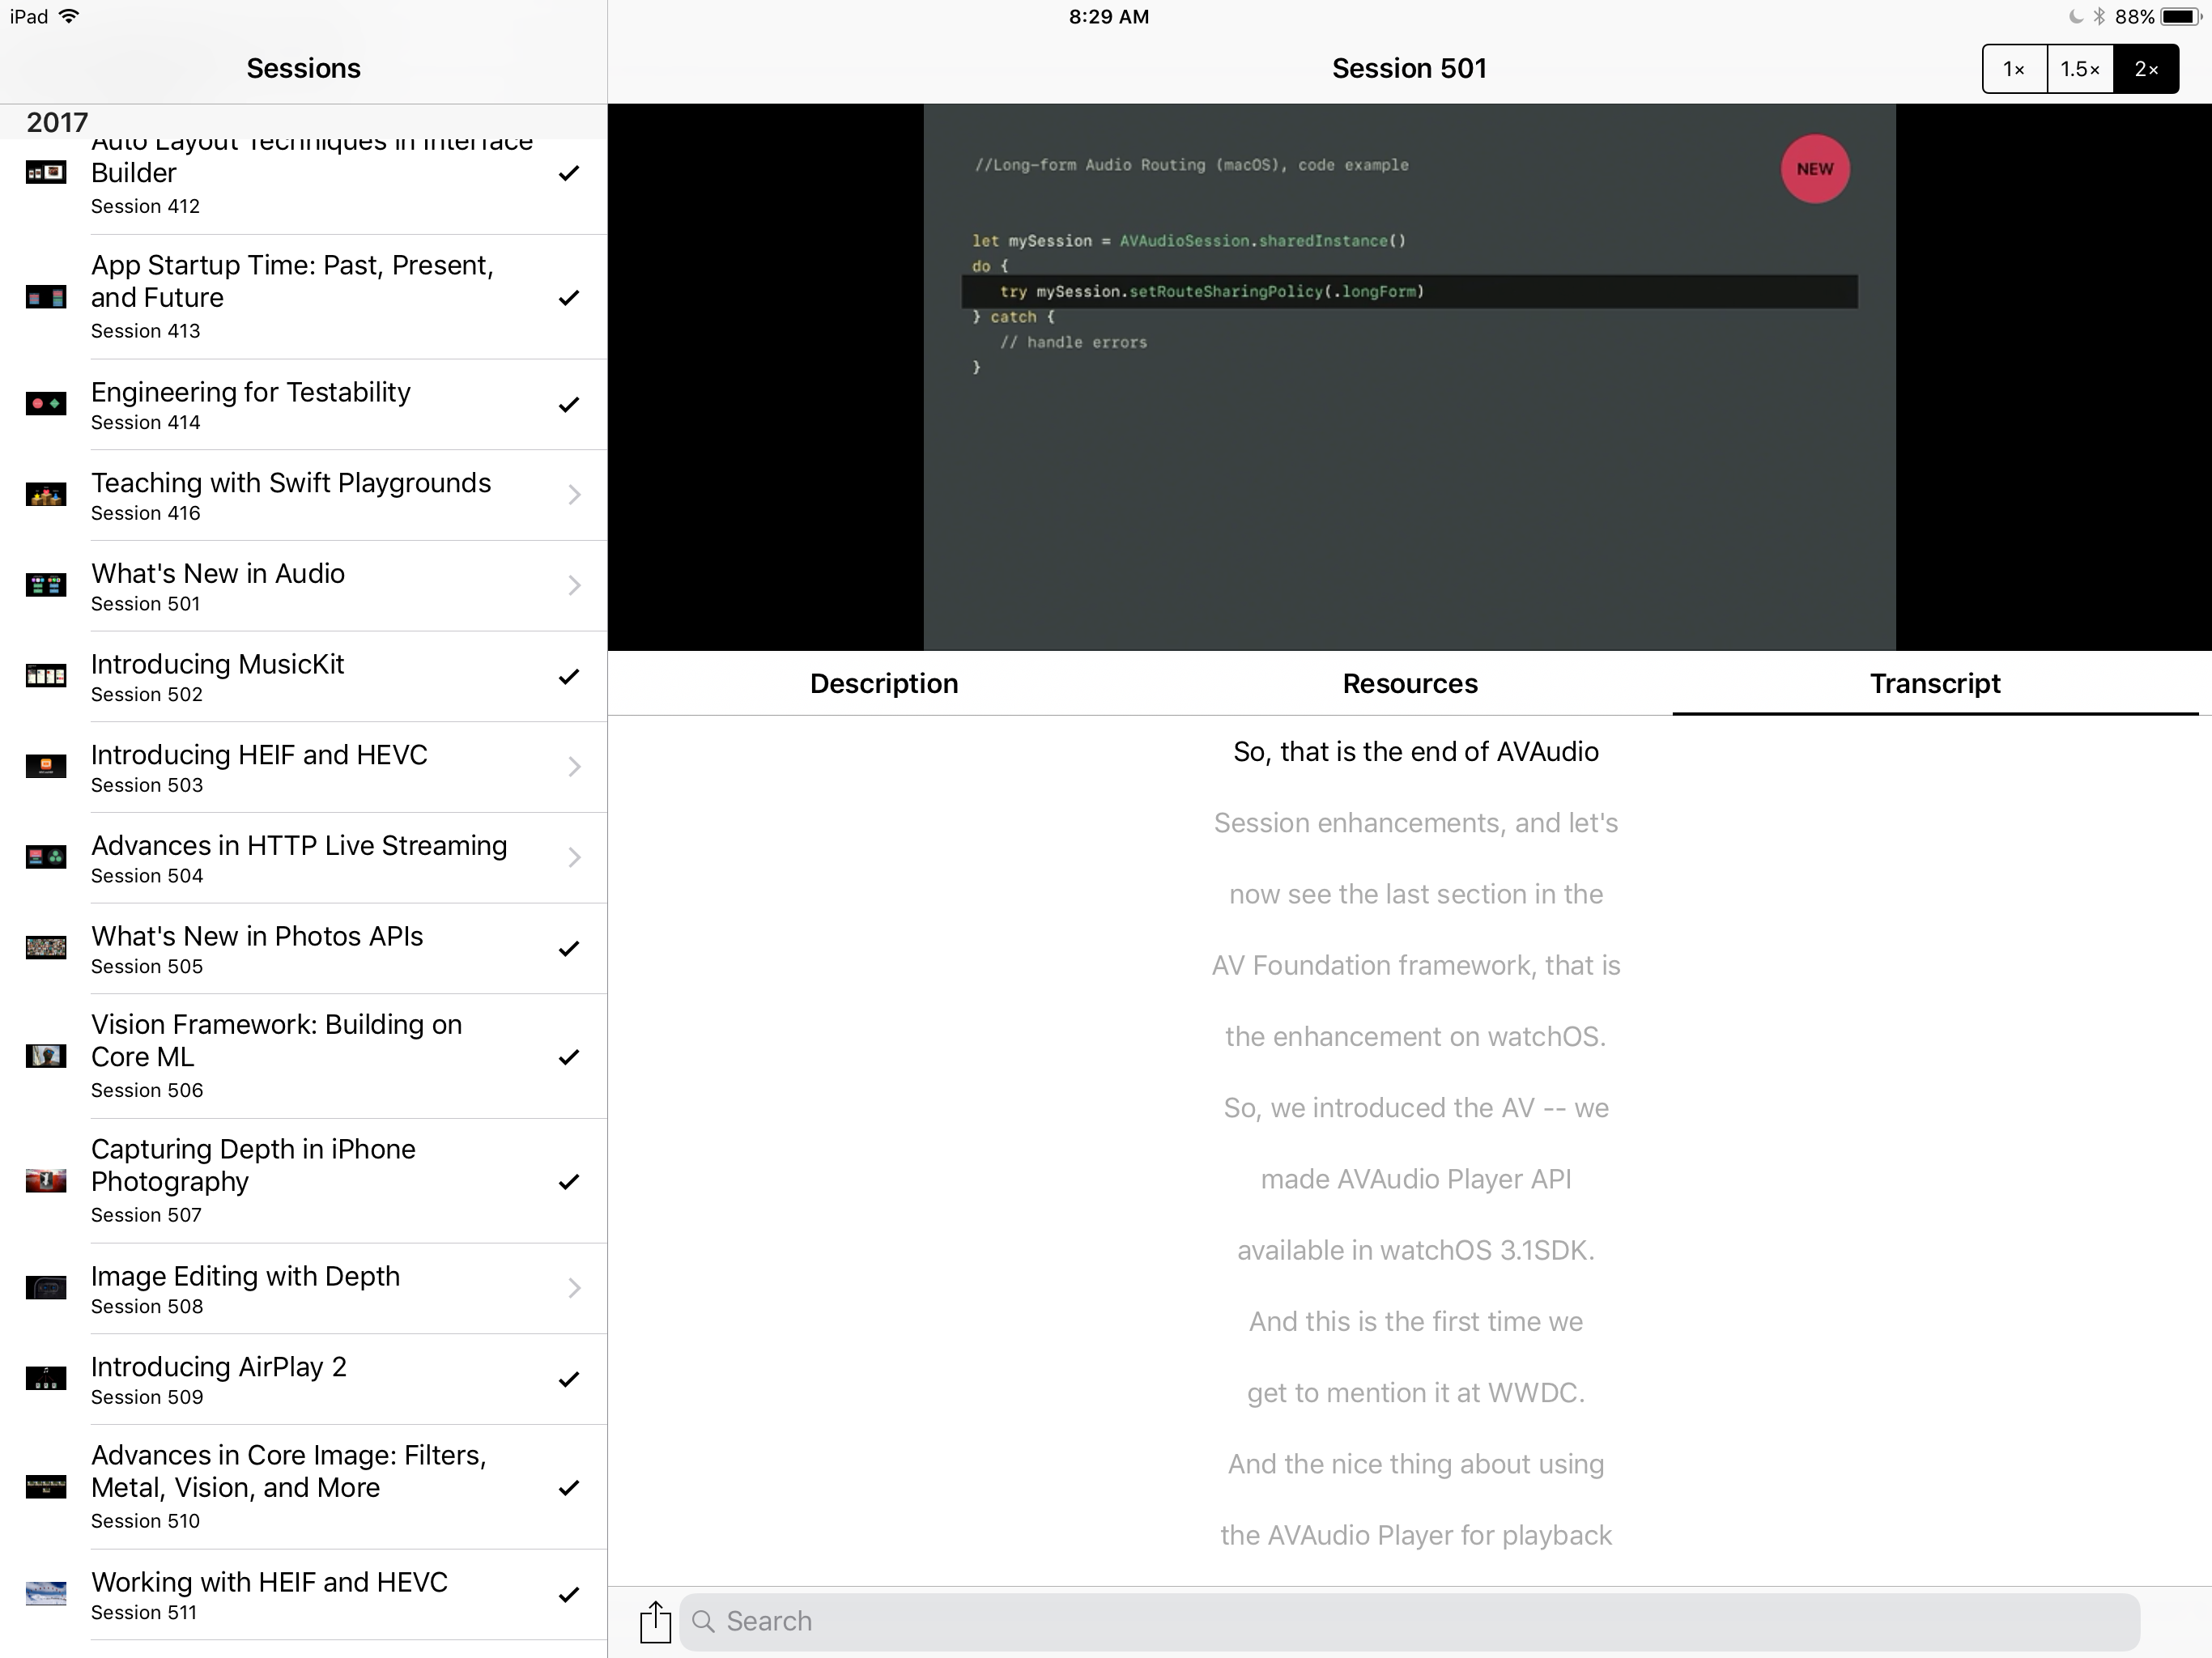 iPad
8:29 AM
88%
Sessions
2017
Auto Layout Techniques in Interface
Builder
Session 412
App Startup Time: Past, Present,
and Future
Session 413
Engineering for Testability
Session 414
Teaching with Swift Playgrounds
Session 416
What's New in Audio
Session 501
Introducing MusicKit
Session 502
Introducing HEIF and HEVC
Session 503
Advances in HTTP Live Streaming
Session 504
What's New in Photos APIs
Session 505
Vision Framework: Building on
Core ML
Session 506
Capturing Depth in iPhone
Photography
Session 507
Image Editing with Depth
Session 508
Introducing AirPlay 2
Session 509
Advances in Core Image: Filters,
Metal, Vision, and More
Session 510
Working with HEIF and HEVC
Session 511
Session 501
1× 1.5× 2×
//Long-form Audio Routing (macOS), code example
NEW
let mySession = AVAudioSession.sharedInstance()
do {
try mySession.setRouteSharingPolicy(.longForm)
} catch {
// handle errors
}
Description Resources Transcript
So, that is the end of AVAudio
Session enhancements, and let's
now see the last section in the
AV Foundation framework, that is
the enhancement on watchOS.
So, we introduced the AV -- we
made AVAudio Player API
available in watchOS 3.1SDK.
And this is the first time we
get to mention it at WWDC.
And the nice thing about using
the AVAudio Player for playback
Search